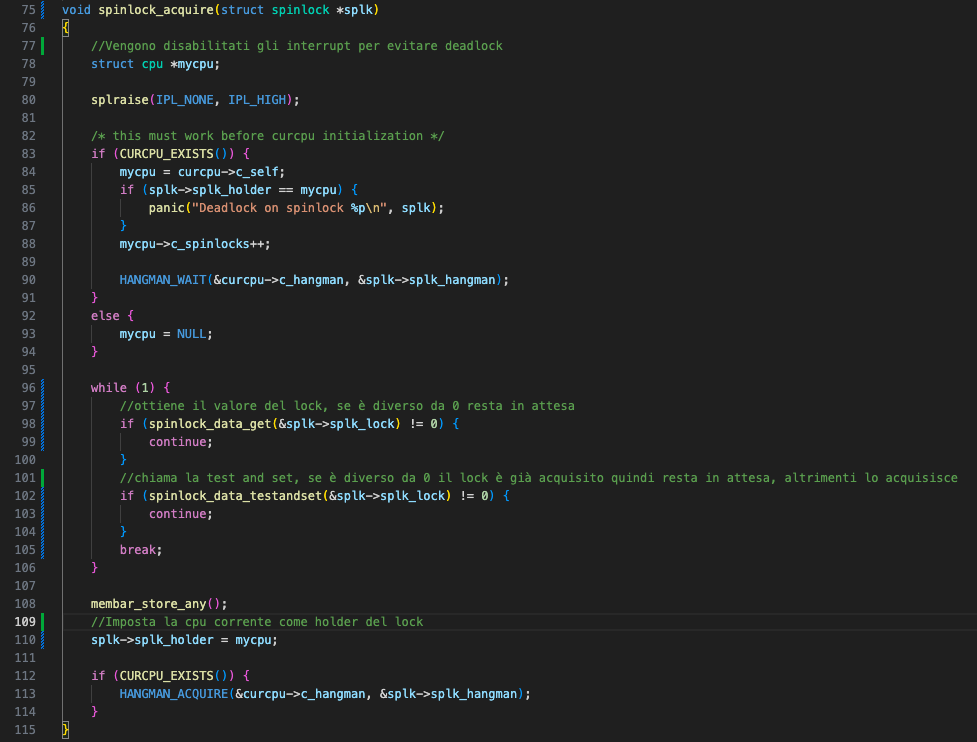 75 void spinlock_acquire(struct spinlock *splk)
76 {
77 //Vengono disabilitati gli interrupt per evitare deadlock
78 struct cpu *mycpu;
79
80 splraise(IPL_NONE, IPL_HIGH);
81
82 /* this must work before curcpu initialization */
83 if (CURCPU_EXISTS()) {
84 mycpu = curcpu->c_self;
85 if (splk->splk_holder == mycpu) {
86 panic("Deadlock on spinlock %p\n", splk);
87 }
88 mycpu->c_spinlocks++;
89
90 HANGMAN_WAIT(&curcpu->c_hangman, &splk->splk_hangman);
91 }
92 else {
93 mycpu = NULL;
94 }
95
96 while (1) {
97 //ottiene il valore del lock, se è diverso da 0 resta in attesa
98 if (spinlock_data_get(&splk->splk_lock) != 0) {
99 continue;
100 }
101 //chiama la test and set, se è diverso da 0 il lock è già acquisito quindi resta in attesa, altrimenti lo acquisisce
102 if (spinlock_data_testandset(&splk->splk_lock) != 0) {
103 continue;
104 }
105 break;
106 }
107
108 membar_store_any();
109 //Imposta la cpu corrente come holder del lock
110 splk->splk_holder = mycpu;
111
112 if (CURCPU_EXISTS()) {
113 HANGMAN_ACQUIRE(&curcpu->c_hangman, &splk->splk_hangman);
114 }
115 }